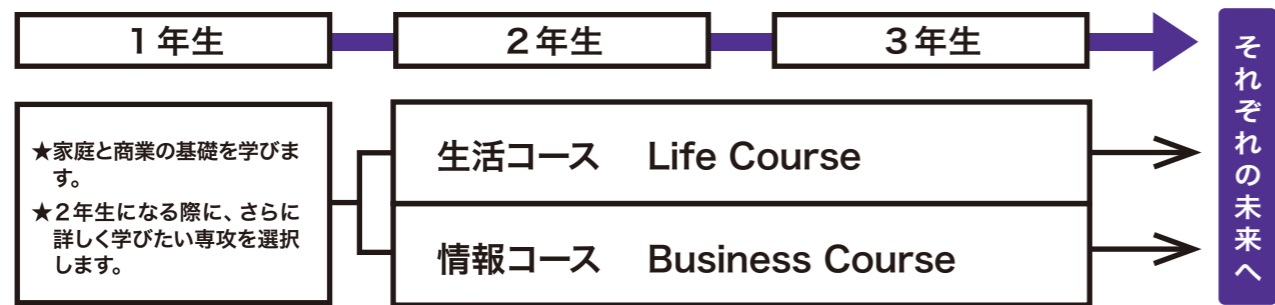 1年生
2年生
3年生
★家庭と商業の基礎を学びま
す。
★2年生になる際に、さらに
詳しく学びたい専攻を選択
します。
生活コース Life Course
情報コース Business Course
それぞれの未来へ